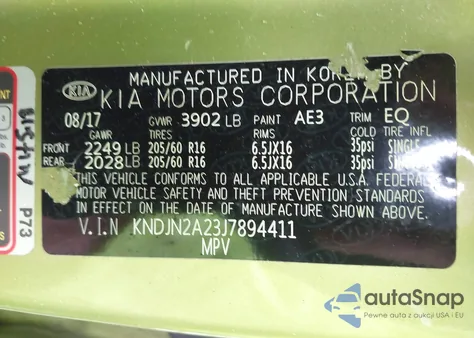 MANUFACTURED IN KOREA BY
KIA KIA MOTORS CORPORATION
08/17 GVWR 3902 LB PAINT AE3 TRIM EQ
GAWR TIRES RIMS COLD TIRE INFL
FRONT 2249 LB 205/60 R16 6.5JX16 35psi SINGLE
REAR 2028 LB 205/60 R16 6.5JX16 35psi SINGLE
THIS VEHICLE CONFORMS TO ALL APPLICABLE U.S.A. FEDERAL
MOTOR VEHICLE SAFETY AND THEFT PREVENTION STANDARDS
IN EFFECT ON THE DATE OF MANUFACTURE SHOWN ABOVE.
V.I.N KNDJN2A23J7894411
MPV
P73
autoSnap
Pewne auta z aukcji USA i EU